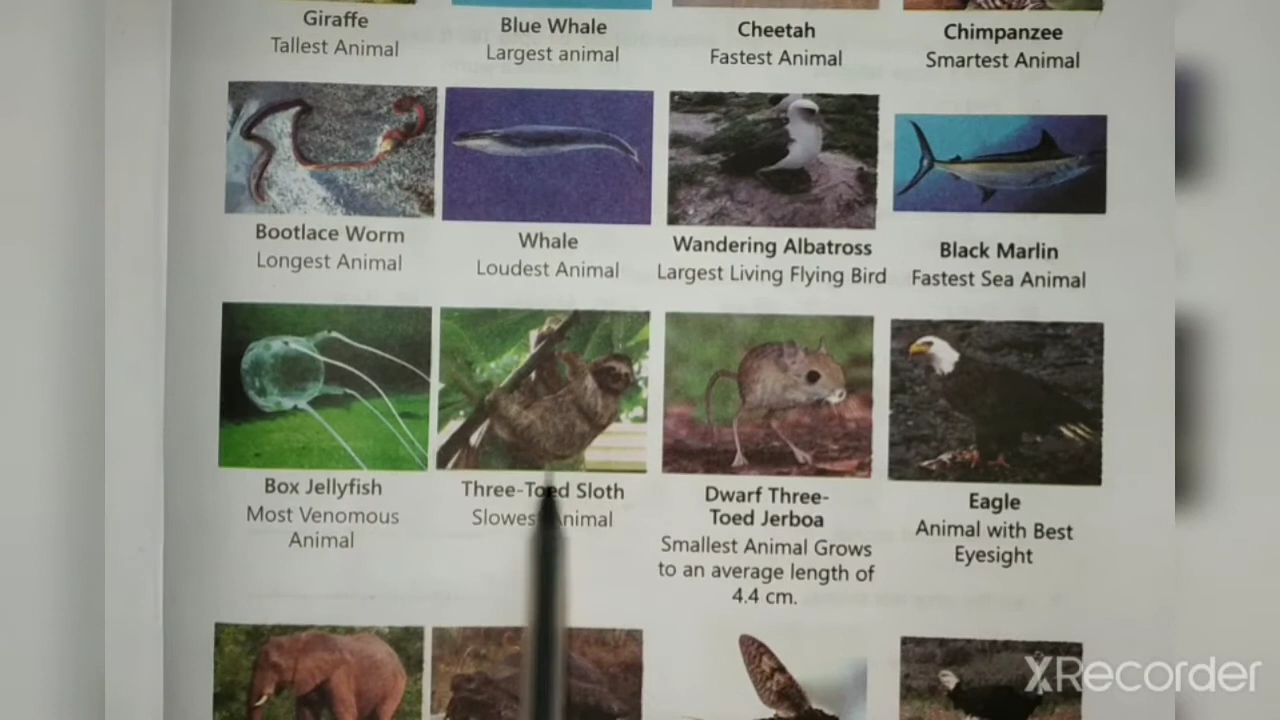 Giraffe
Tallest Animal
Blue Whale
Largest animal
Cheetah
Fastest Animal
Chimpanzee
Smartest Animal
Bootlace Worm
Longest Animal
Whale
Loudest Animal
Wandering Albatross
Largest Living Flying Bird
Black Marlin
Fastest Sea Animal
Box Jellyfish
Most Venomous
Animal
Three-Toed Sloth
Slowest Animal
Dwarf Three-
Toed Jerboa
Smallest Animal Grows
to an average length of
4.4 cm.
Eagle
Animal with Best
Eyesight
XRecorder